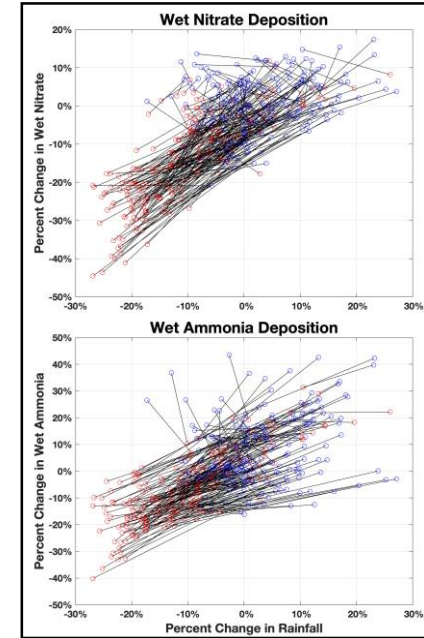 Wet Nitrate Deposition
Percent Change in Wet Nitrate
20%
10%
0%
-10%
-20%
-30%
-40%
-50%
-30% -20% -10% 0% 10% 20% 30%
Wet Ammonia Deposition
Percent Change in Wet Ammonia
50%
40%
30%
20%
10%
0%
-10%
-20%
-30%
-40%
-50%
-30% -20% -10% 0% 10% 20% 30%
Percent Change in Rainfall